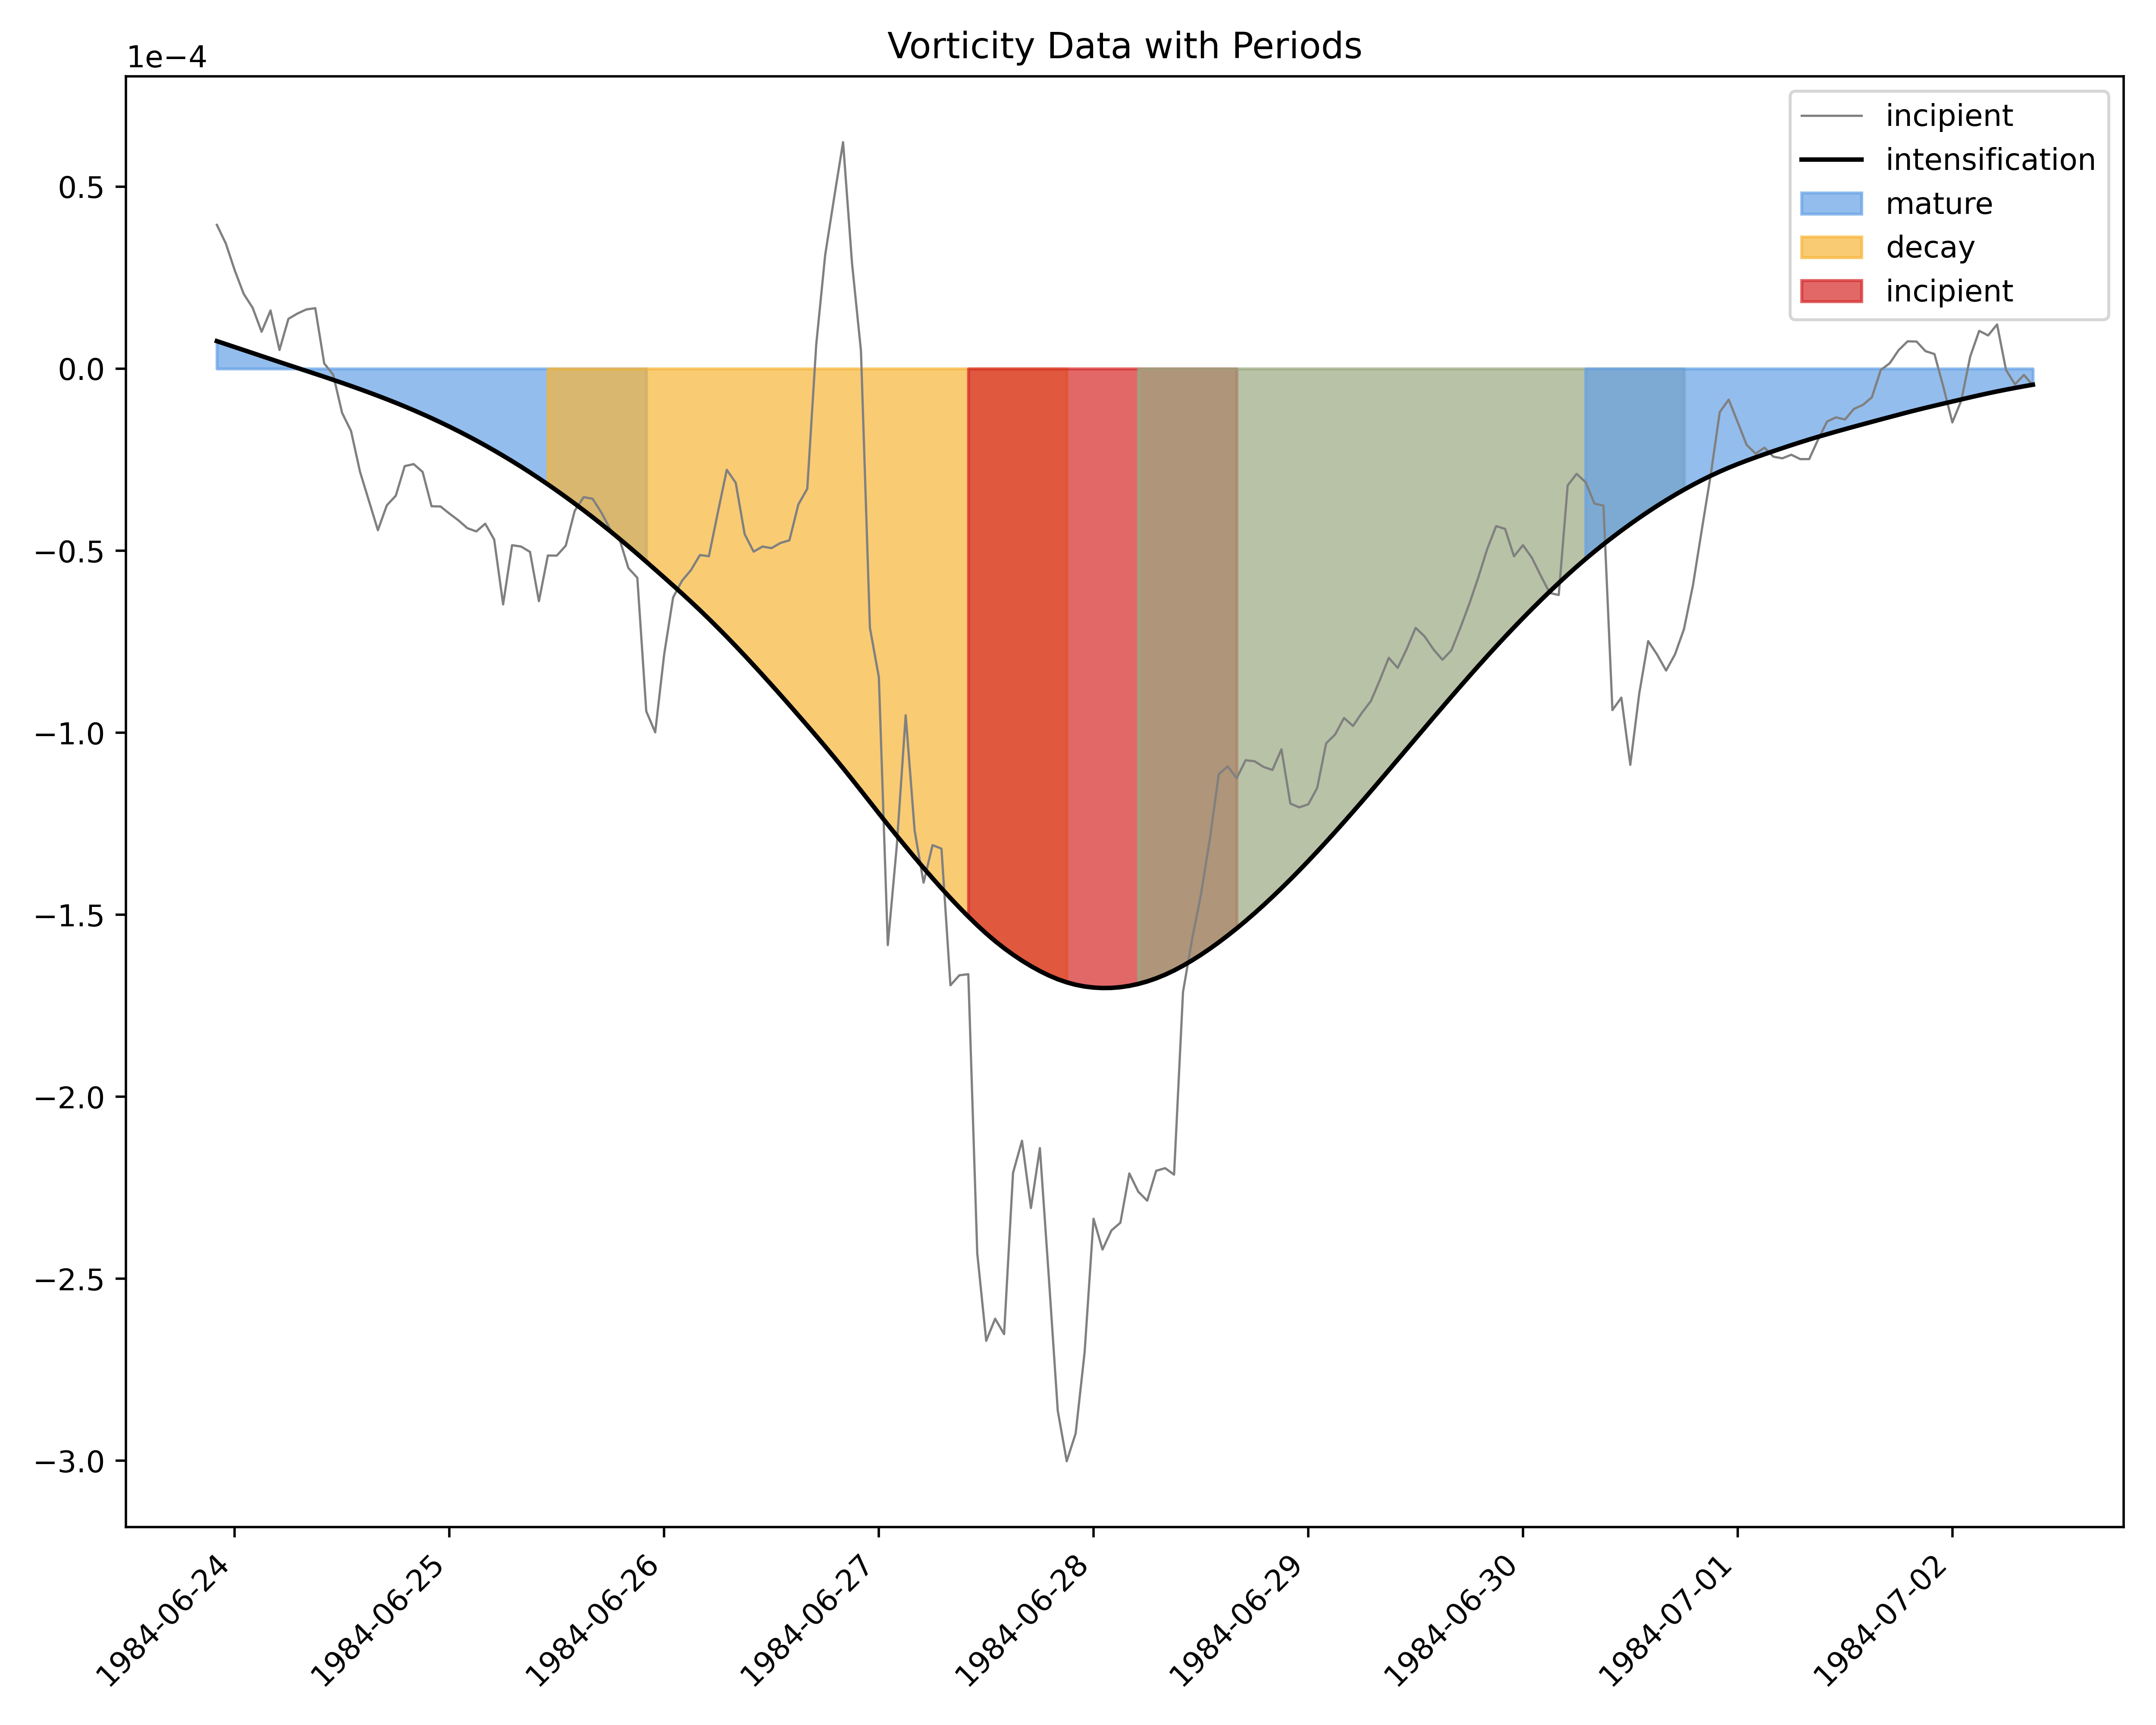 Vorticity Data with Periods
1e−4
incipient
intensification
mature
decay
incipient
0.5
0.0
−0.5
−1.0
−1.5
−2.0
−2.5
−3.0
1984-06-24
1984-06-25
1984-06-26
1984-06-27
1984-06-28
1984-06-29
1984-06-30
1984-07-01
1984-07-02